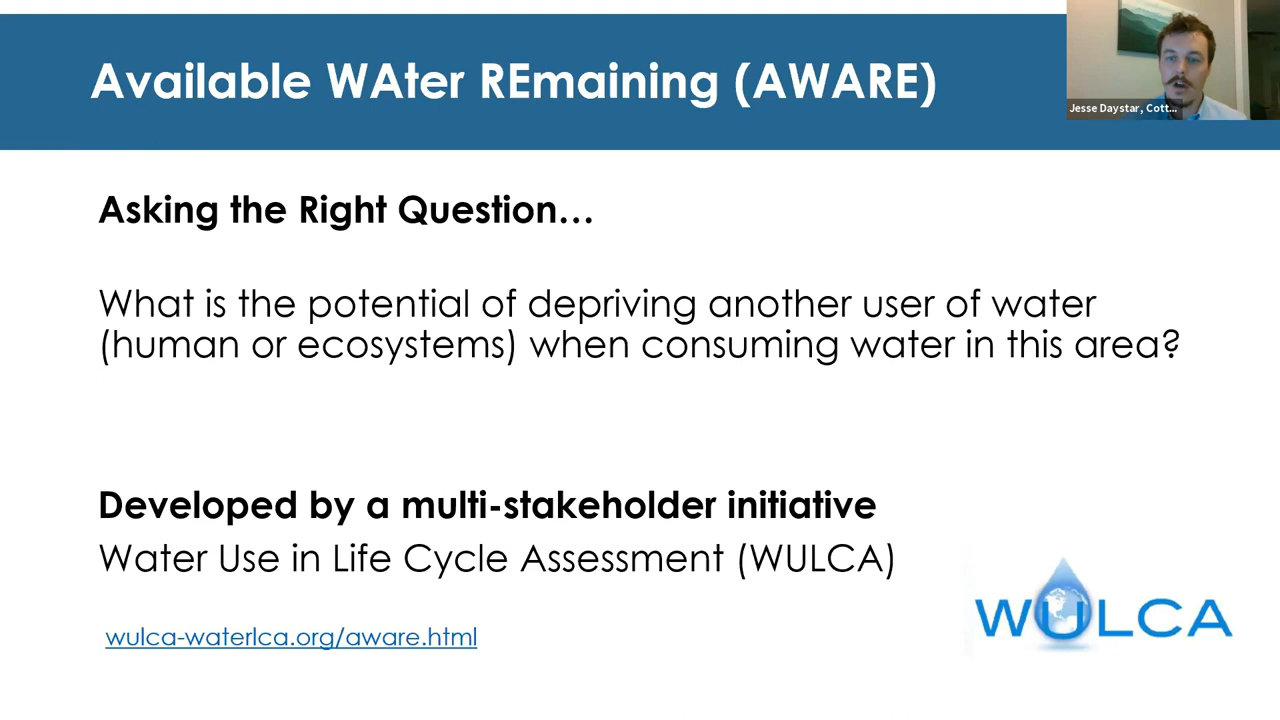 Available WAter REmaining (AWARE)
Jesse Daystar, Cott...
Asking the Right Question…
What is the potential of depriving another user of water
(human or ecosystems) when consuming water in this area?
Developed by a multi-stakeholder initiative
Water Use in Life Cycle Assessment (WULCA)
wulca-waterlca.org/aware.html
WULCA